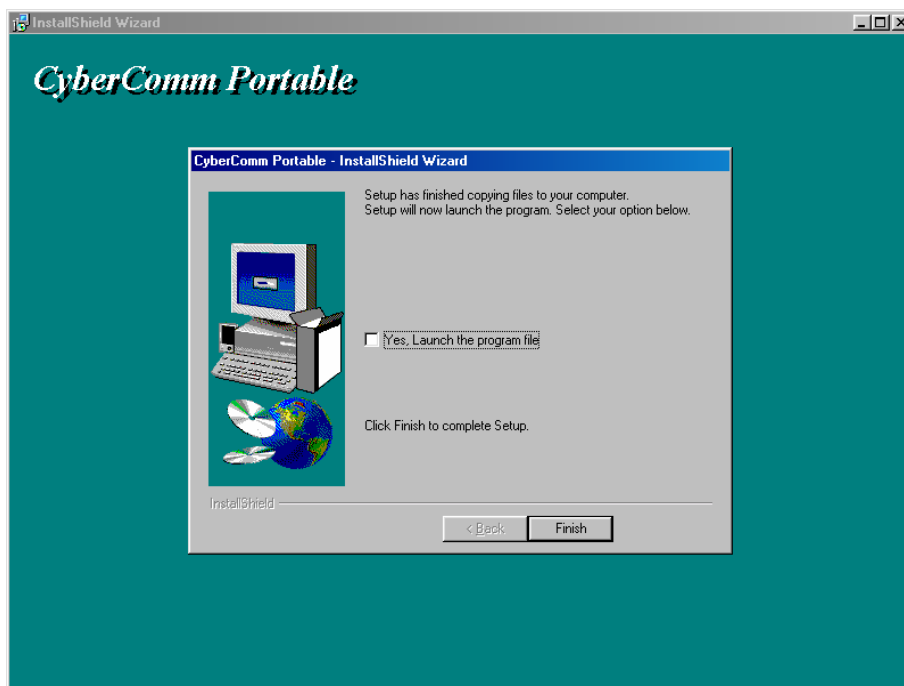 InstallShield Wizard
CyberComm Portable
CyberComm Portable - InstallShield Wizard
Setup has finished copying files to your computer.
Setup will now launch the program. Select your option below.
Yes, Launch the program file
Click Finish to complete Setup.
InstallShield
< Back
Finish